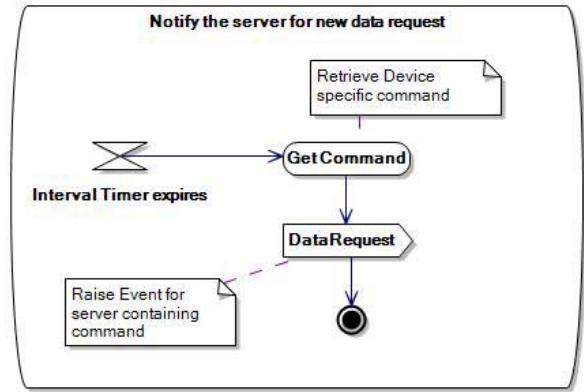 Notify the server for new data request
Retrieve Device
specific command
Get Command
Interval Timer expires
DataRequest
Raise Event for
server containing
command